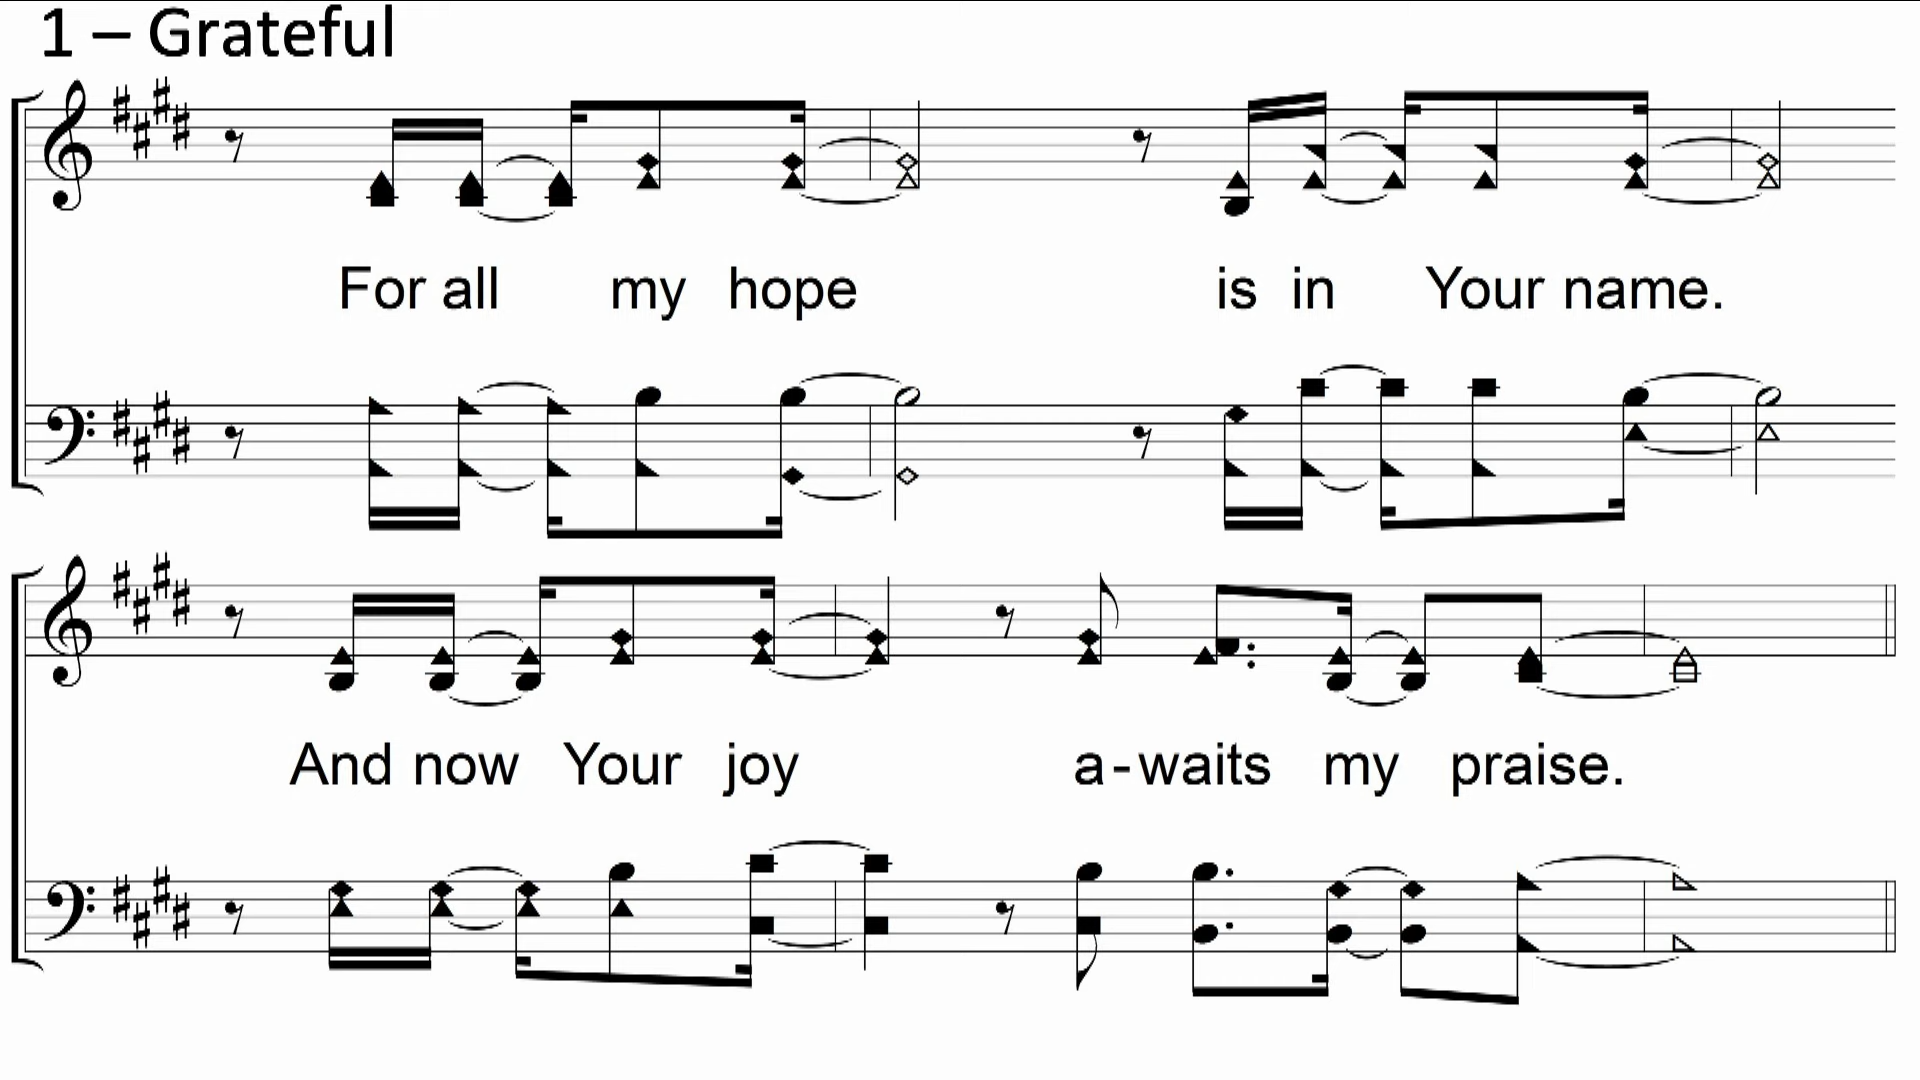 1 – Grateful
For all my hope is in Your name.
And now Your joy a-waits my praise.